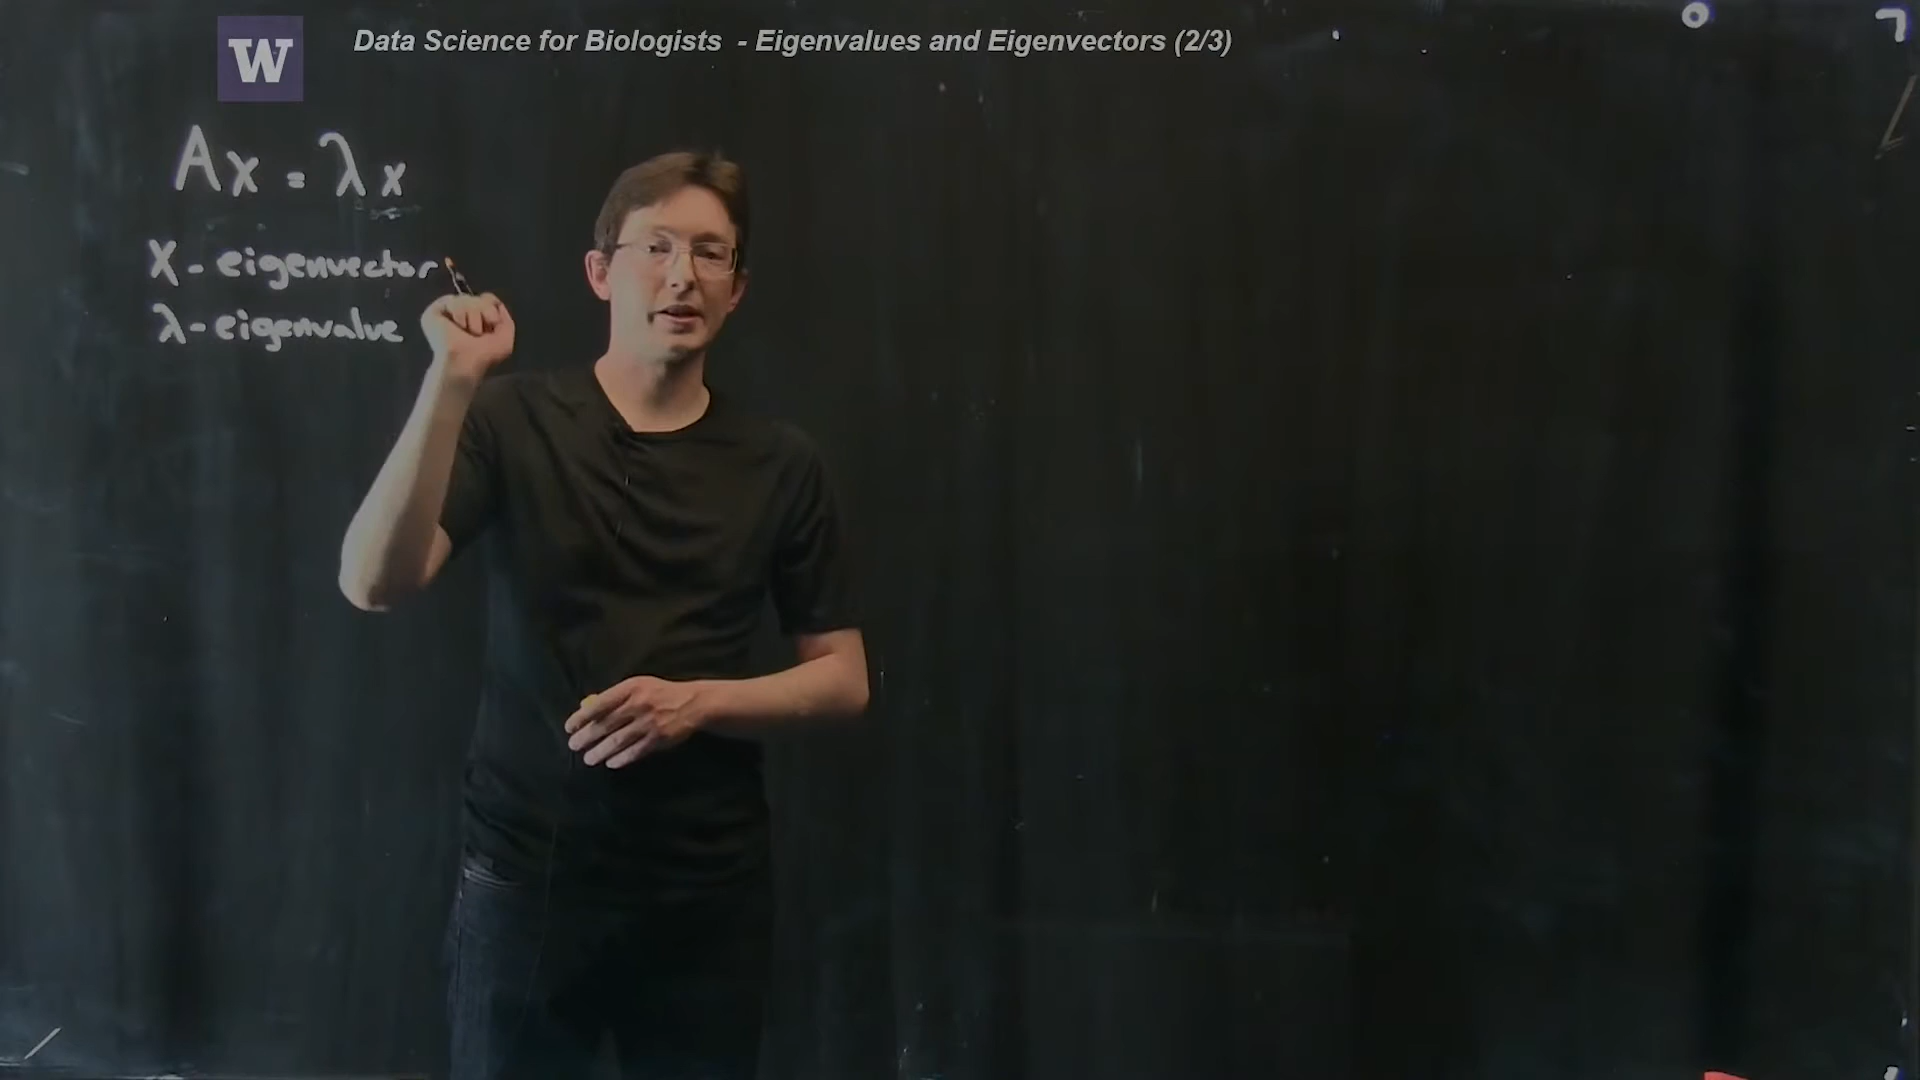 W
Data Science for Biologists - Eigenvalues and Eigenvectors (2/3)
Ax = λx
x - eigenvector
λ - eigenvalue